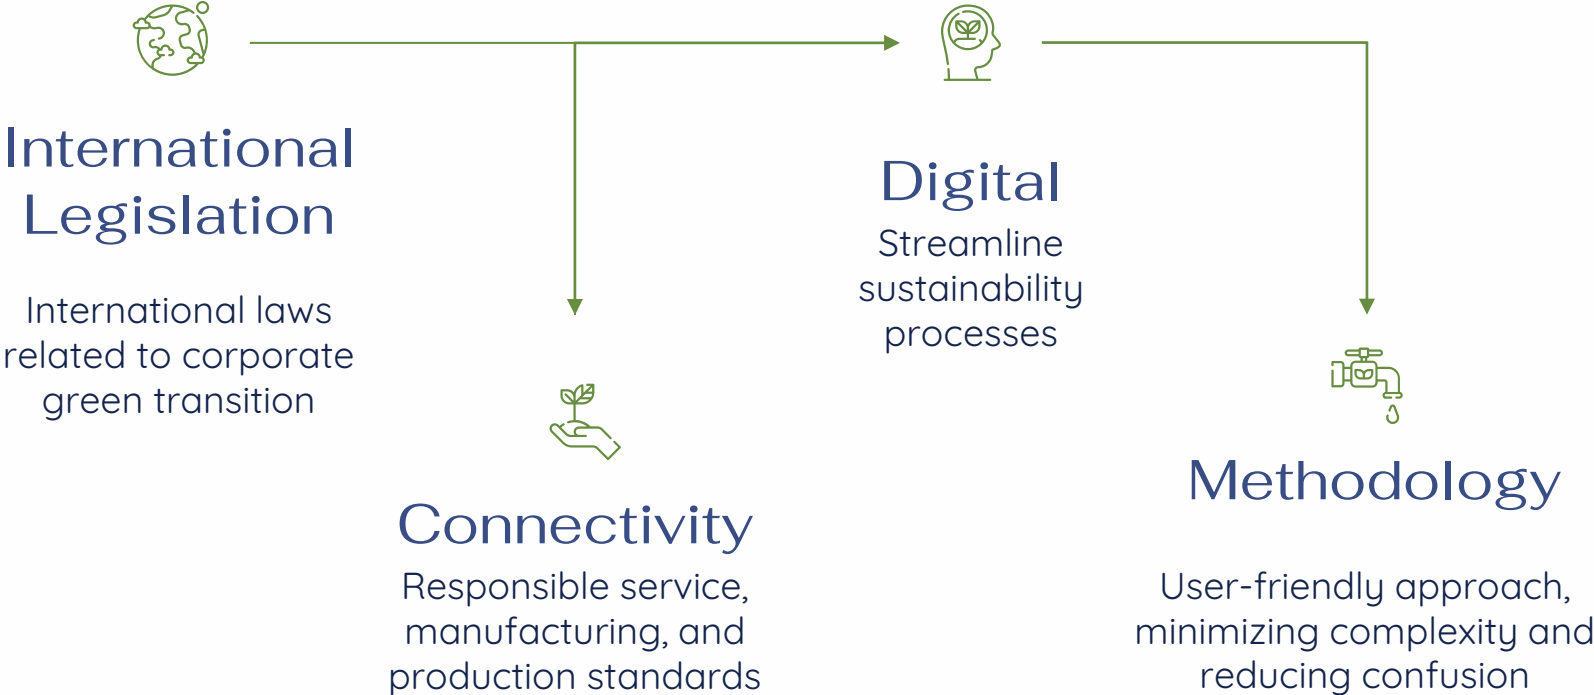 International
Legislation
International laws
related to corporate
green transition
Connectivity
Responsible service,
manufacturing, and
production standards
Digital
Streamline
sustainability
processes
Methodology
User-friendly approach,
minimizing complexity and
reducing confusion